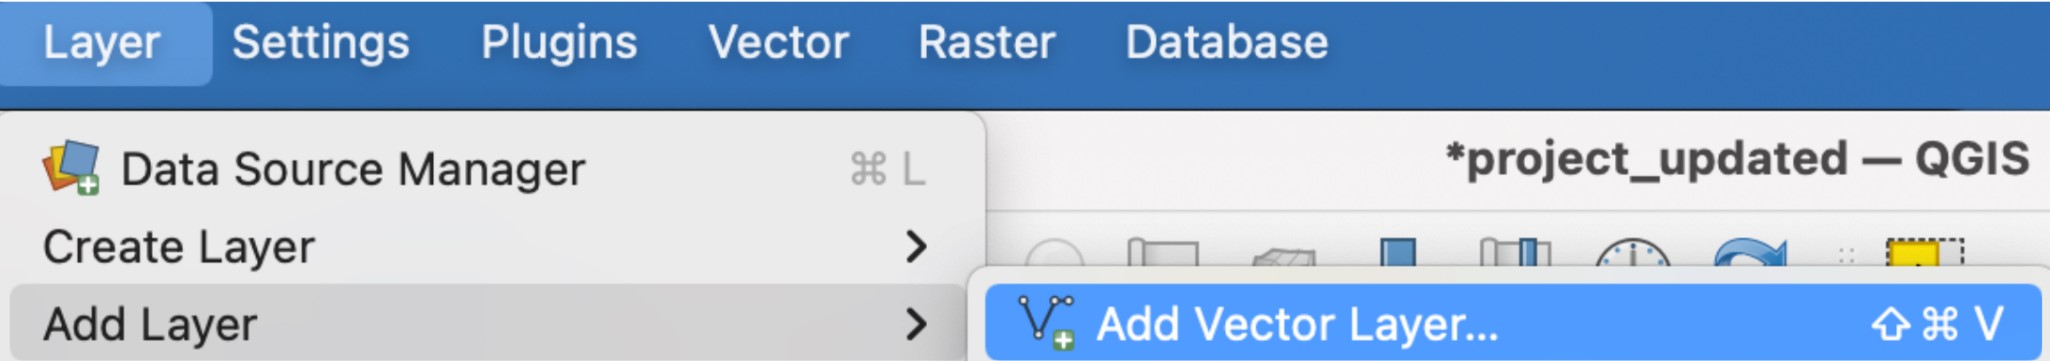 Layer Settings Plugins Vector Raster Database
*project_updated — QGIS
Data Source Manager ⌘ L
Create Layer
Add Layer
Add Vector Layer... ⇧ ⌘ V